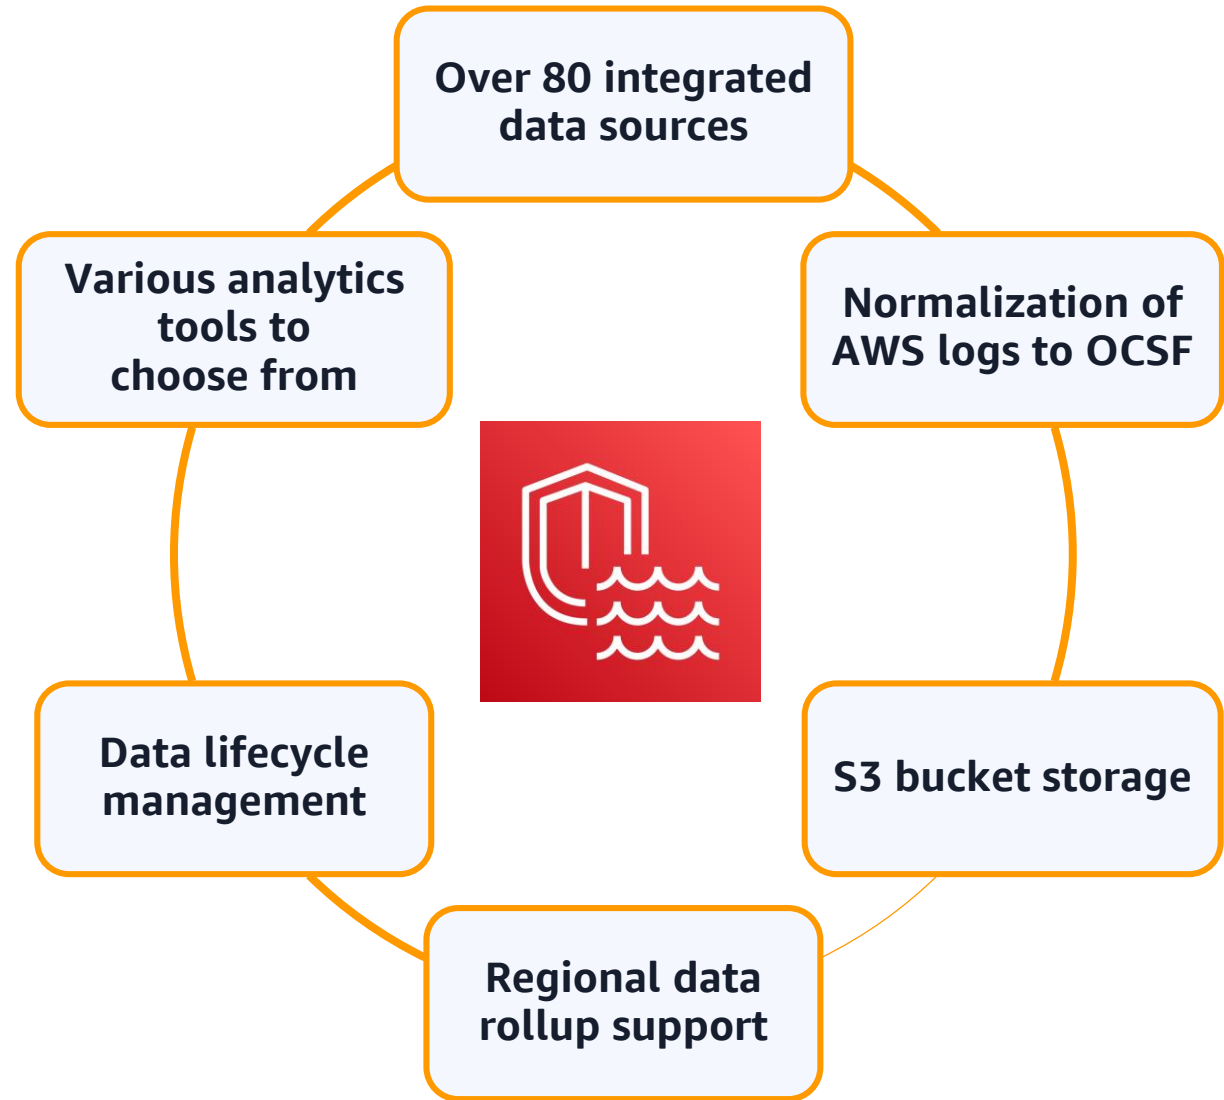 Over 80 integrated
data sources
Various analytics
tools to
choose from
Normalization of
AWS logs to OCSF
Data lifecycle
management
S3 bucket storage
Regional data
rollup support